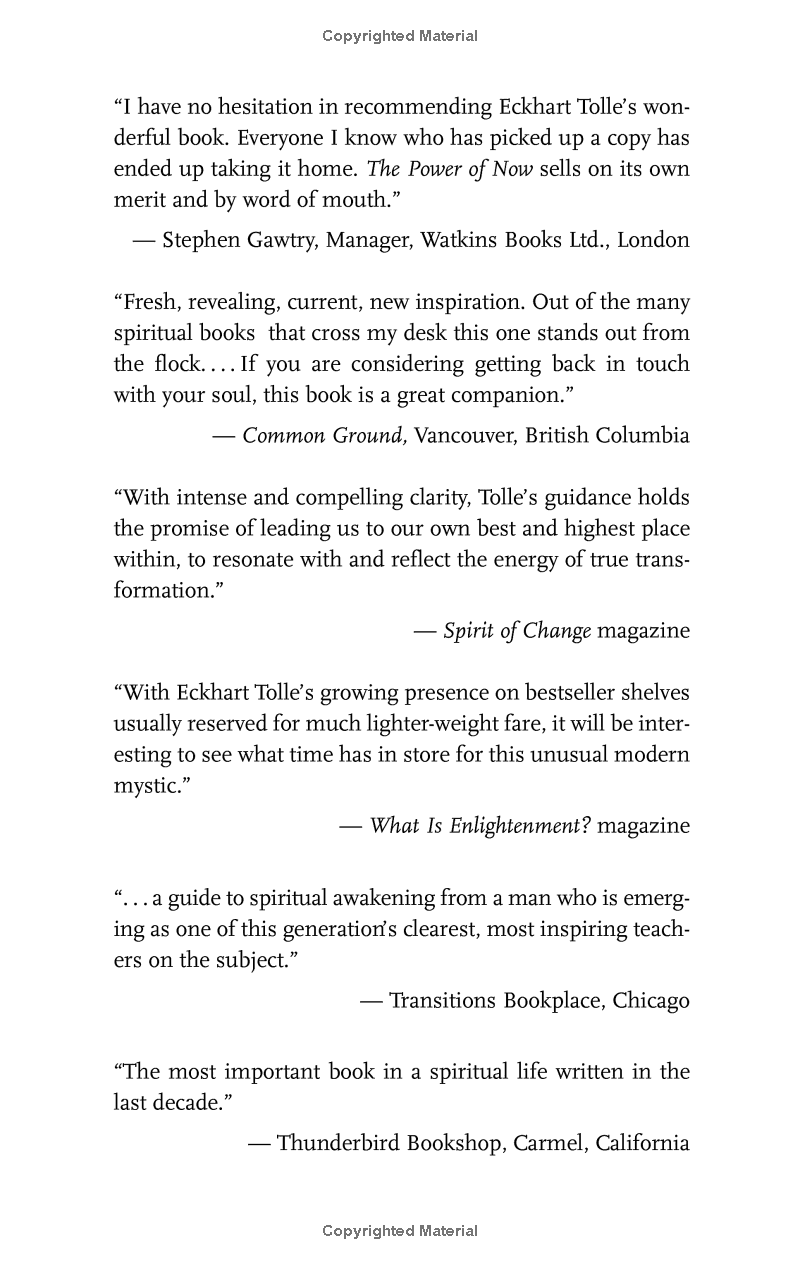 Copyrighted Material
“I have no hesitation in recommending Eckhart Tolle’s won-
derful book. Everyone I know who has picked up a copy has
ended up taking it home. The Power of Now sells on its own
merit and by word of mouth.”
— Stephen Gawtry, Manager, Watkins Books Ltd., London
“Fresh, revealing, current, new inspiration. Out of the many
spiritual books  that cross my desk this one stands out from
the flock. . . . If you are considering getting back in touch
with your soul, this book is a great companion.”
— Common Ground, Vancouver, British Columbia
“With intense and compelling clarity, Tolle’s guidance holds
the promise of leading us to our own best and highest place
within, to resonate with and reflect the energy of true trans-
formation.”
— Spirit of Change magazine
“With Eckhart Tolle’s growing presence on bestseller shelves
usually reserved for much lighter-weight fare, it will be inter-
esting to see what time has in store for this unusual modern
mystic.”
— What Is Enlightenment? magazine
“. . . a guide to spiritual awakening from a man who is emerg-
ing as one of this generation’s clearest, most inspiring teach-
ers on the subject.”
— Transitions Bookplace, Chicago
“The most important book in a spiritual life written in the
last decade.”
— Thunderbird Bookshop, Carmel, California
Copyrighted Material